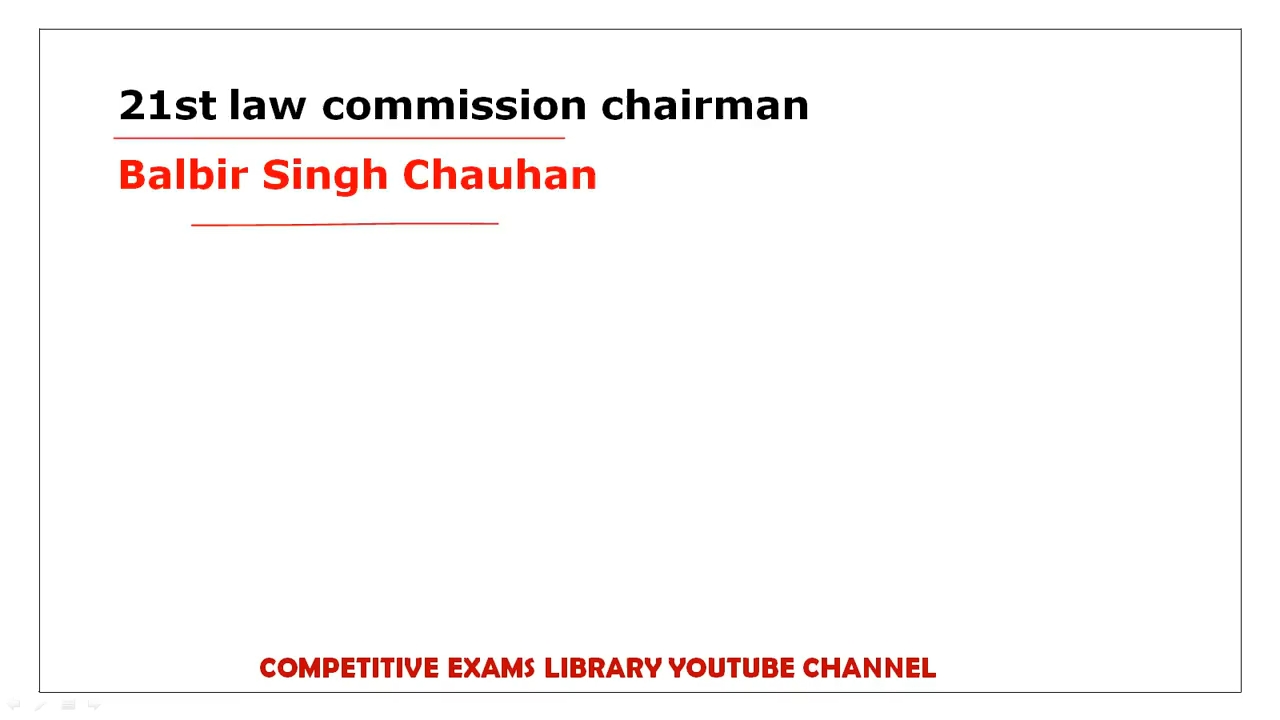 21st law commission chairman
Balbir Singh Chauhan
COMPETITIVE EXAMS LIBRARY YOUTUBE CHANNEL